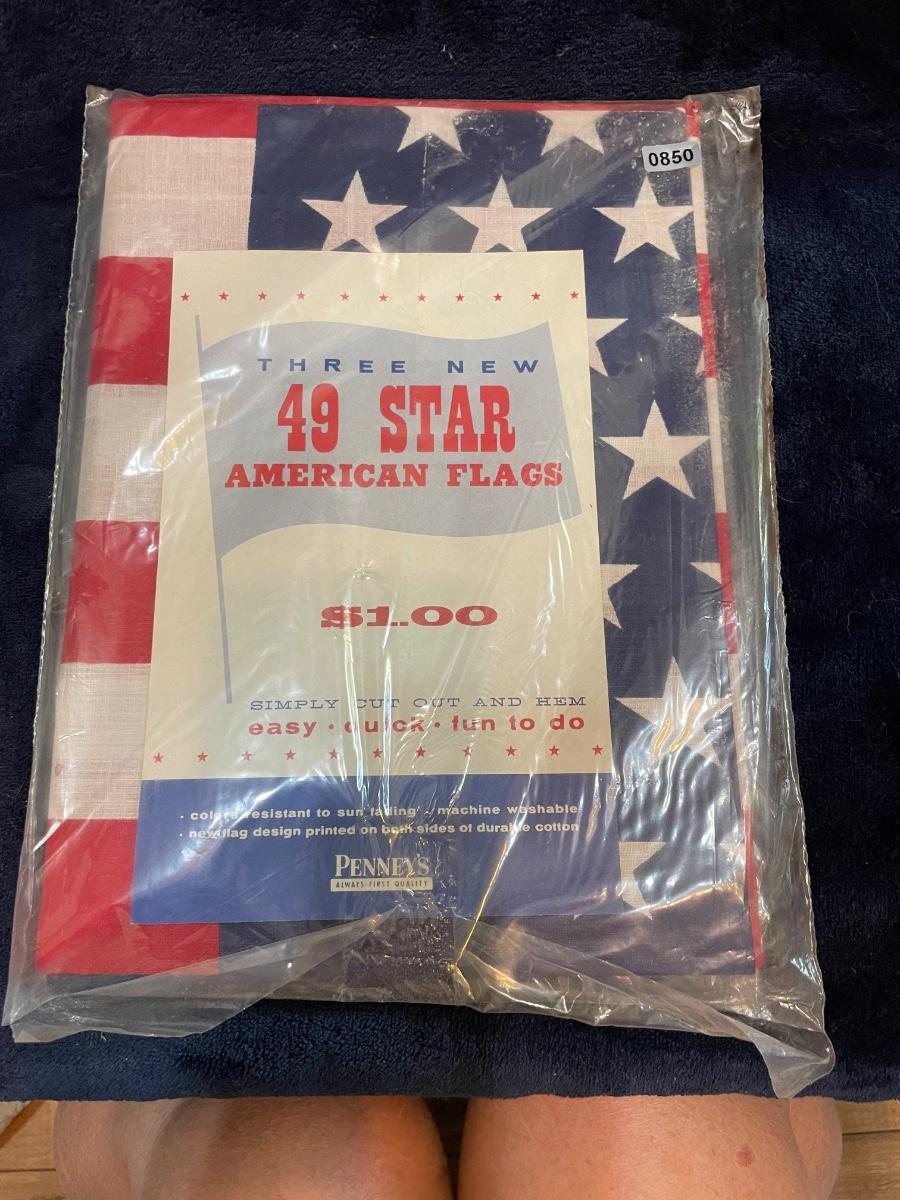 0850
THREE NEW
49 STAR
AMERICAN FLAGS
$1.00
SIMPLY CUT OUT AND HEM
easy · quick · fun to do
· colors resistant to sun fading · machine washable
· new flag design printed on both sides of durable cotton
PENNEY'S
ALWAYS FIRST QUALITY